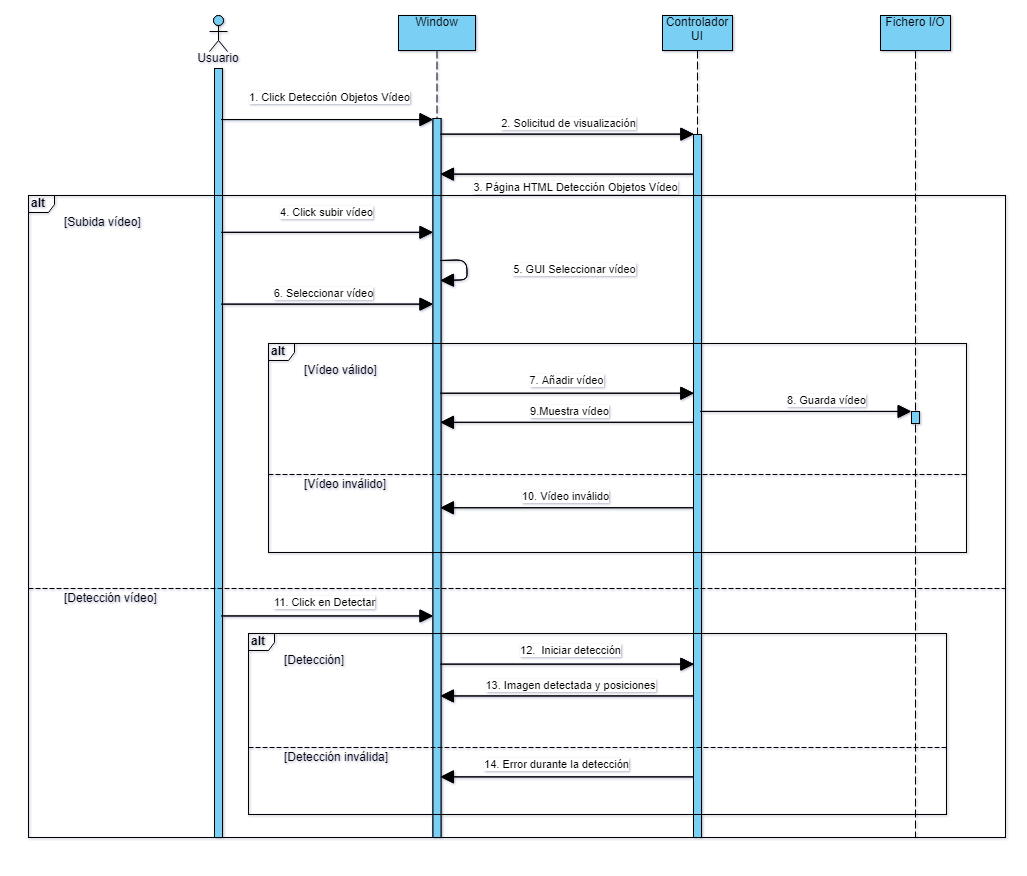 Usuario
Window
Controlador
UI
Fichero I/O
1. Click Detección Objetos Vídeo
2. Solicitud de visualización
3. Página HTML Detección Objetos Vídeo
alt
[Subida vídeo]
4. Click subir vídeo
5. GUI Seleccionar vídeo
6. Seleccionar vídeo
alt
[Vídeo válido]
7. Añadir vídeo
8. Guarda vídeo
9.Muestra vídeo
[Vídeo inválido]
10. Vídeo inválido
[Detección vídeo]
11. Click en Detectar
alt
[Detección]
12. Iniciar detección
13. Imagen detectada y posiciones
[Detección inválida]
14. Error durante la detección